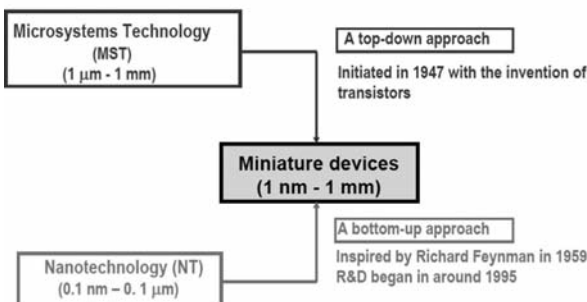 Microsystems Technology
(MST)
(1 μm - 1 mm)
A top-down approach
Initiated in 1947 with the invention of
transistors
Miniature devices
(1 nm - 1 mm)
A bottom-up approach
Inspired by Richard Feynman in 1959
R&D began in around 1995
Nanotechnology (NT)
(0.1 nm – 0. 1 μm)